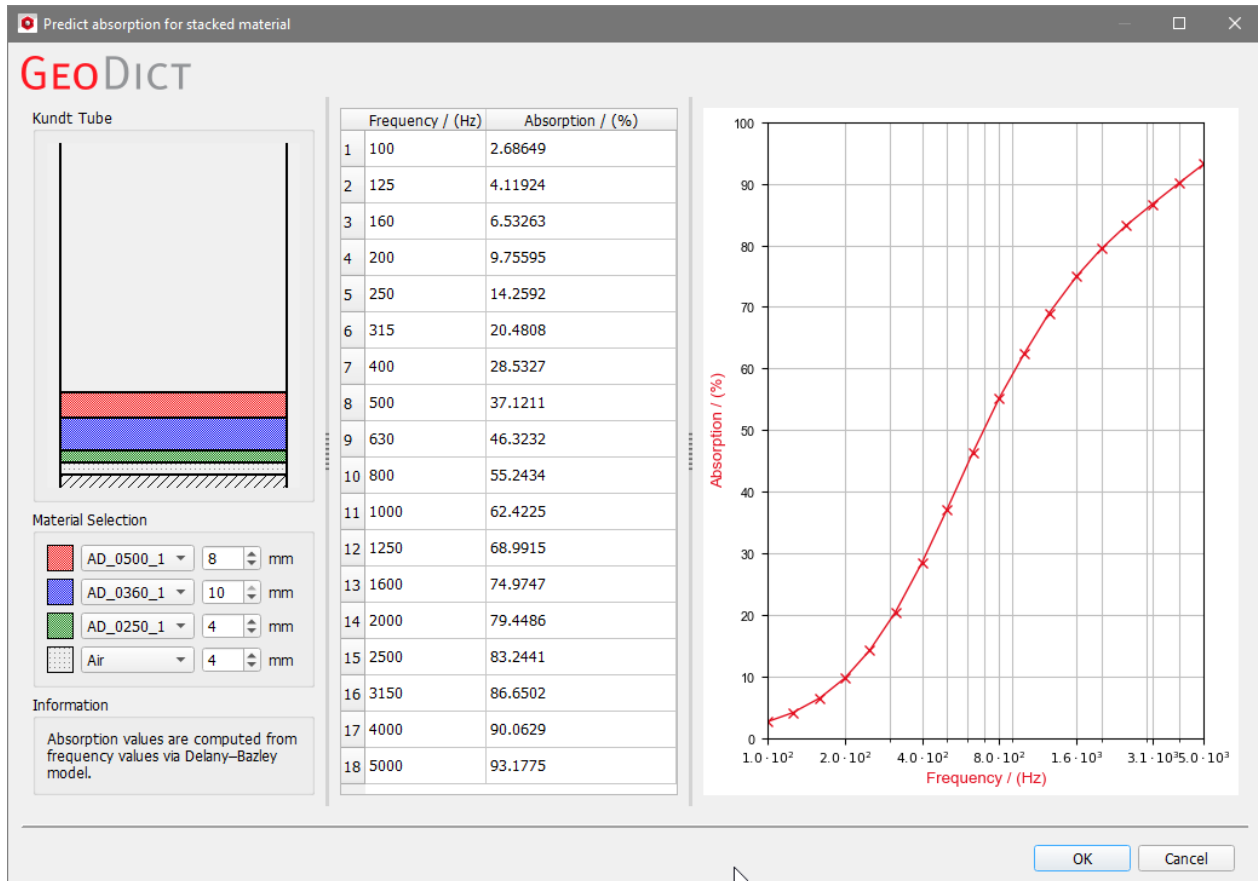 Predict absorption for stacked material
GEODICT
Kundt Tube
Material Selection
AD_0500_1 8 mm
AD_0360_1 10 mm
AD_0250_1 4 mm
Air 4 mm
Information
Absorption values are computed from
frequency values via Delany–Bazley
model.
Frequency / (Hz) Absorption / (%)
1 100 2.68649
2 125 4.11924
3 160 6.53263
4 200 9.75595
5 250 14.2592
6 315 20.4808
7 400 28.5327
8 500 37.1211
9 630 46.3232
10 800 55.2434
11 1000 62.4225
12 1250 68.9915
13 1600 74.9747
14 2000 79.4486
15 2500 83.2441
16 3150 86.6502
17 4000 90.0629
18 5000 93.1775
100
90
80
70
60
50
40
30
20
10
0
Absorption / (%)
1.0·10² 2.0·10² 4.0·10² 8.0·10² 1.6·10³ 3.1·10³5.0·10³
Frequency / (Hz)
OK Cancel